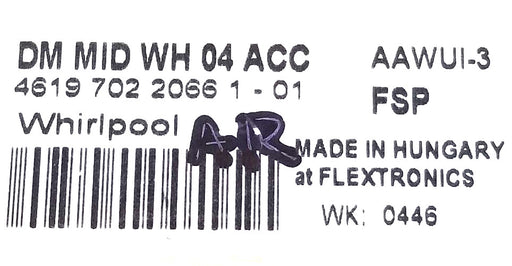 DM MID WH 04 ACC
4619 702 2066 1 - 01
Whirlpool
A.R.
AAWUI-3
FSP
MADE IN HUNGARY
at FLEXTRONICS
WK: 0446